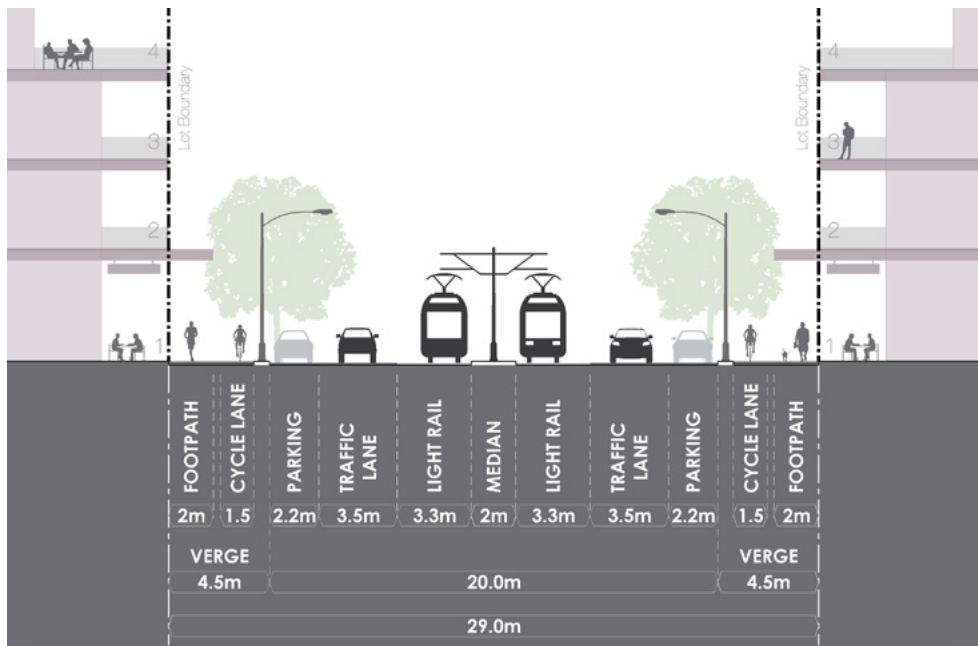 4
4
Lot Boundary
Lot Boundary
3
3
2
2
1
1
FOOTPATH
CYCLE LANE
PARKING
TRAFFIC
LANE
LIGHT RAIL
MEDIAN
LIGHT RAIL
TRAFFIC
LANE
PARKING
CYCLE LANE
FOOTPATH
2m
1.5
2.2m
3.5m
3.3m
2m
3.3m
3.5m
2.2m
1.5
2m
VERGE
VERGE
4.5m
20.0m
4.5m
29.0m